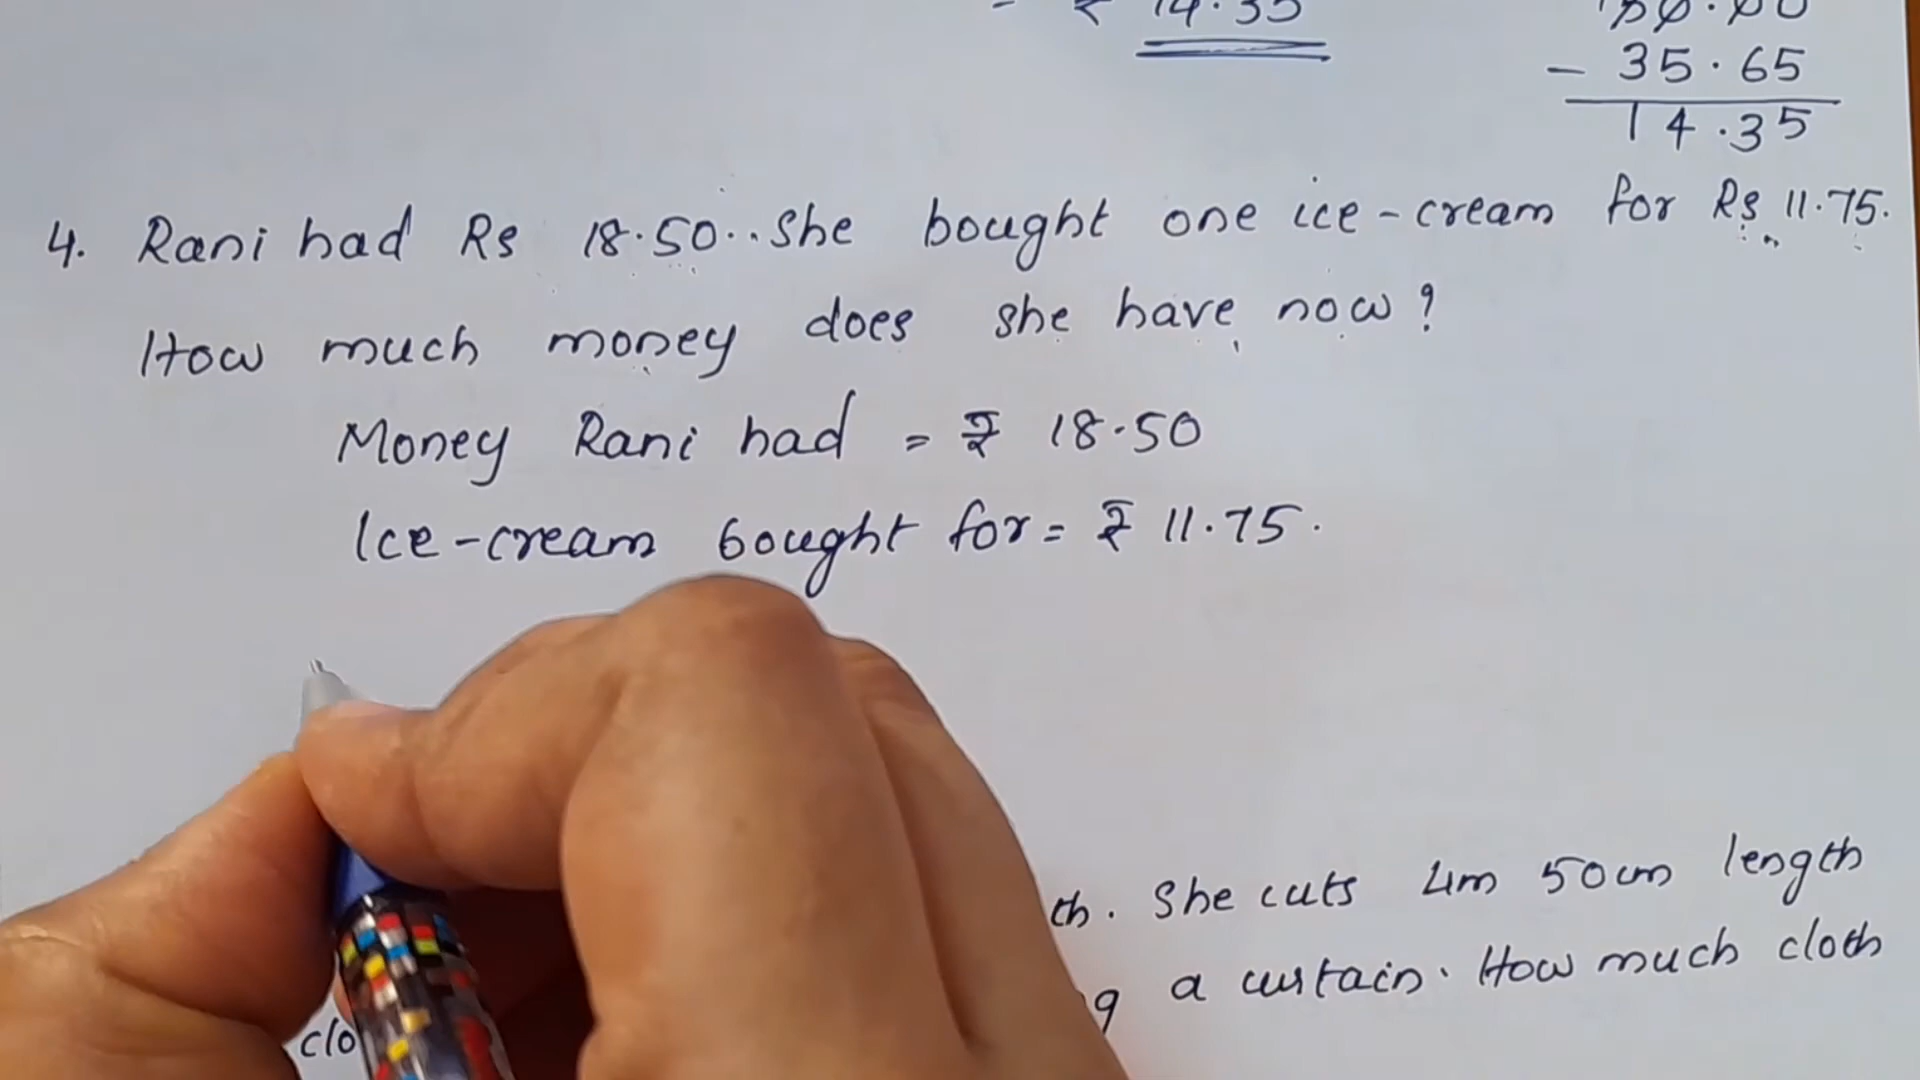 - ₹ 14.35
- 35.65
14.35
4. Rani had Rs 18.50. She bought one ice-cream for Rs 11.75.
How much money does she have now?
Money Rani had = ₹ 18.50
Ice-cream bought for = ₹ 11.75.
th. She cuts 4m 50cm length
a curtain. How much cloth
clo